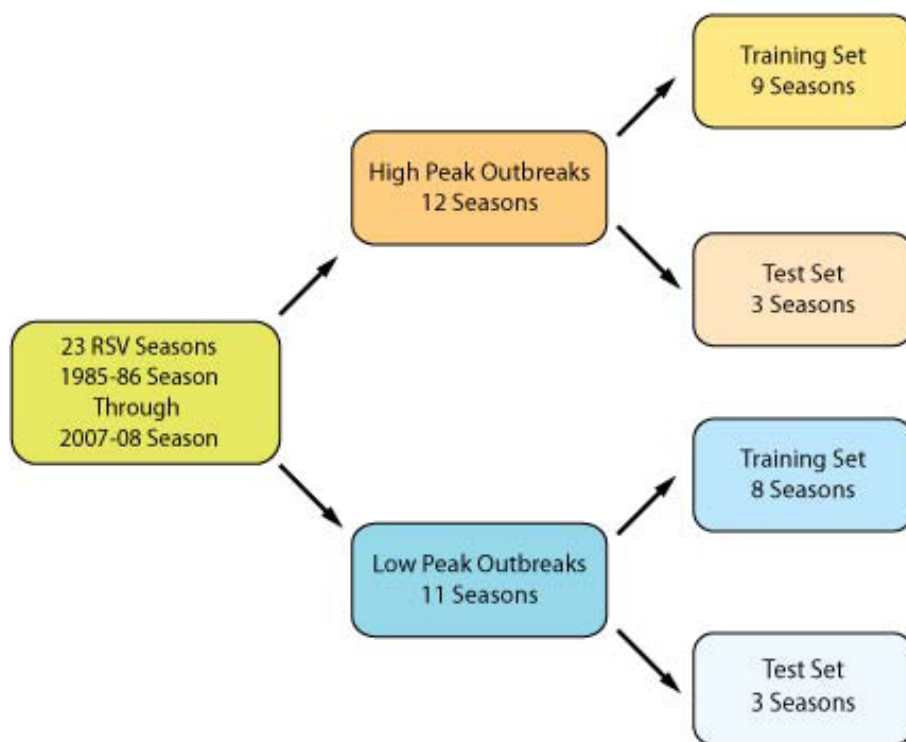 23 RSV Seasons
1985-86 Season
Through
2007-08 Season
High Peak Outbreaks
12 Seasons
Training Set
9 Seasons
Test Set
3 Seasons
Low Peak Outbreaks
11 Seasons
Training Set
8 Seasons
Test Set
3 Seasons